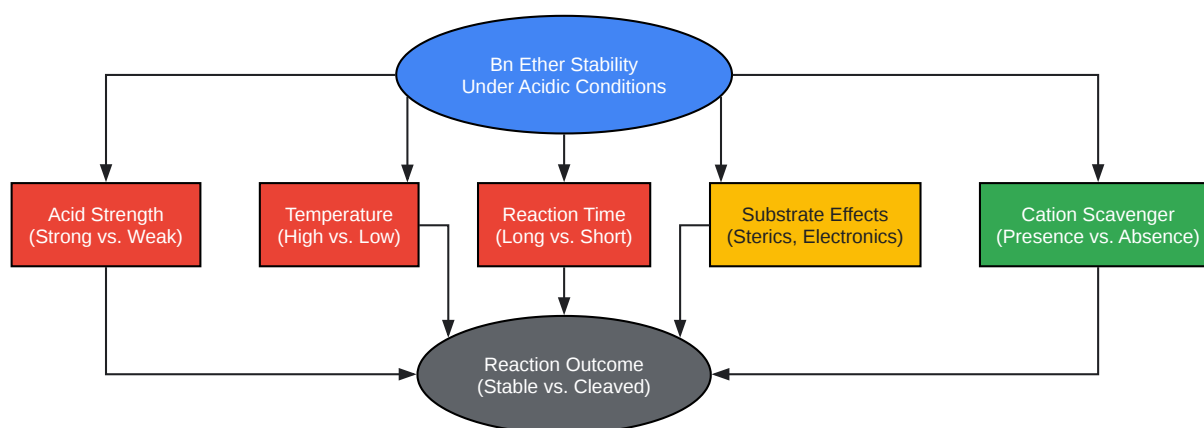 Bn Ether Stability
Under Acidic Conditions
Acid Strength
(Strong vs. Weak)
Temperature
(High vs. Low)
Reaction Time
(Long vs. Short)
Substrate Effects
(Sterics, Electronics)
Cation Scavenger
(Presence vs. Absence)
Reaction Outcome
(Stable vs. Cleaved)